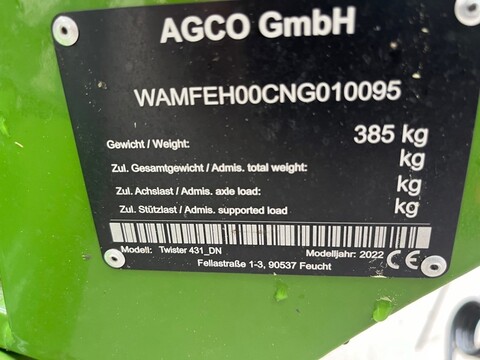 AGCO GmbH
WAMFEH00CNG010095
Gewicht / Weight: 385 kg
Zul. Gesamtgewicht / Admis. total weight: kg
Zul. Achslast / Admis. axle load: kg
Zul. Stützlast / Admis. supported load kg
Modell: Twister 431_DN Modelljahr: 2022 CE
Fellastraße 1-3, 90537 Feucht